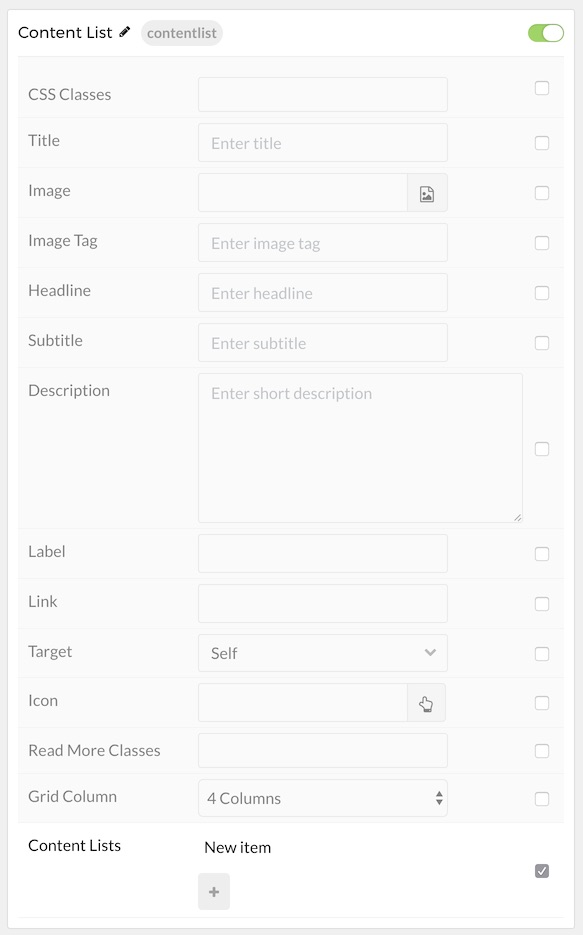 Content List contentlist
CSS Classes
Title Enter title
Image
Image Tag Enter image tag
Headline Enter headline
Subtitle Enter subtitle
Description Enter short description
Label
Link
Target Self
Icon
Read More Classes
Grid Column 4 Columns
Content Lists New item
+